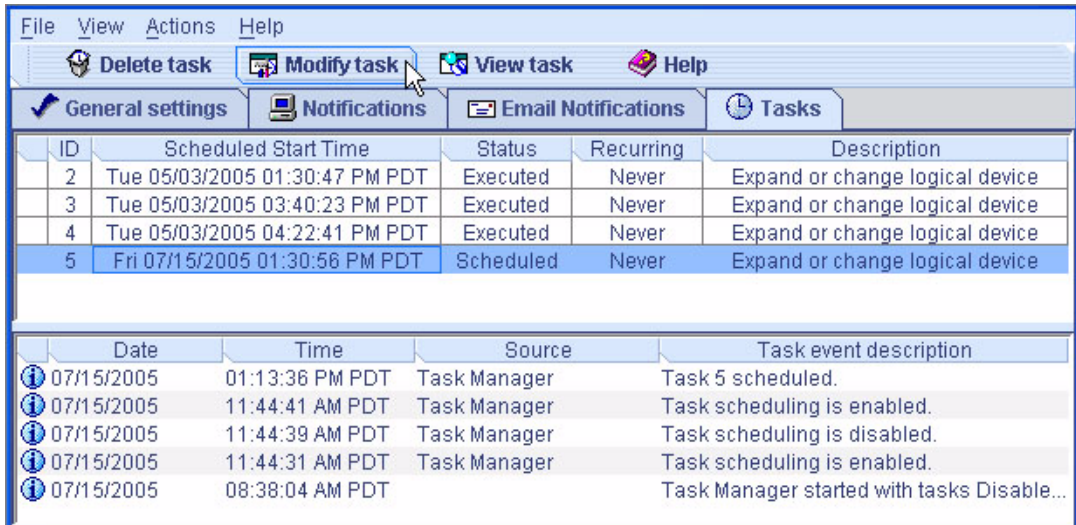 File View Actions Help
Delete task Modify task View task Help
General settings Notifications Email Notifications Tasks
ID Scheduled Start Time Status Recurring Description
2 Tue 05/03/2005 01:30:47 PM PDT Executed Never Expand or change logical device
3 Tue 05/03/2005 03:40:23 PM PDT Executed Never Expand or change logical device
4 Tue 05/03/2005 04:22:41 PM PDT Executed Never Expand or change logical device
5 Fri 07/15/2005 01:30:56 PM PDT Scheduled Never Expand or change logical device
Date Time Source Task event description
07/15/2005 01:13:36 PM PDT Task Manager Task 5 scheduled.
07/15/2005 11:44:41 AM PDT Task Manager Task scheduling is enabled.
07/15/2005 11:44:39 AM PDT Task Manager Task scheduling is disabled.
07/15/2005 11:44:31 AM PDT Task Manager Task scheduling is enabled.
07/15/2005 08:38:04 AM PDT Task Manager started with tasks Disable...